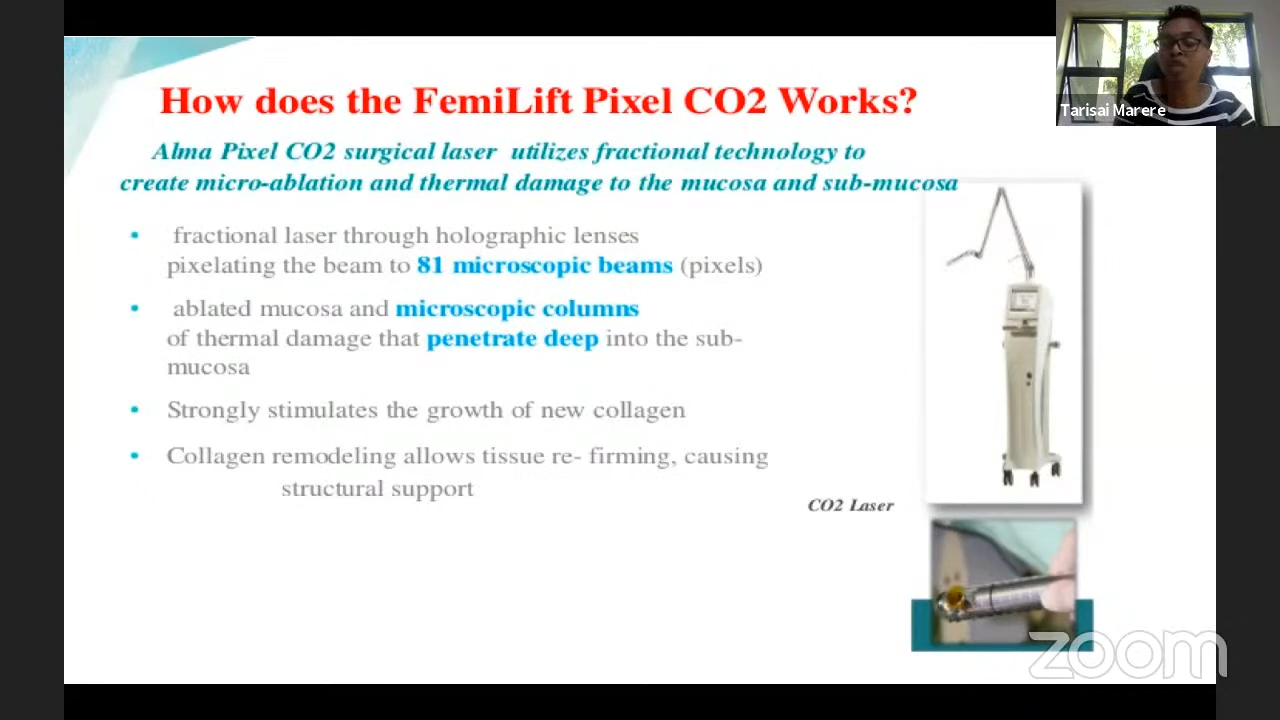 How does the FemiLift Pixel CO2 Works?
Alma Pixel CO2 surgical laser utilizes fractional technology to
create micro-ablation and thermal damage to the mucosa and sub-mucosa
• fractional laser through holographic lenses
pixelating the beam to 81 microscopic beams (pixels)
• ablated mucosa and microscopic columns
of thermal damage that penetrate deep into the sub-
mucosa
• Strongly stimulates the growth of new collagen
• Collagen remodeling allows tissue re- firming, causing
structural support
CO2 Laser
Tarisai Marere
zoom